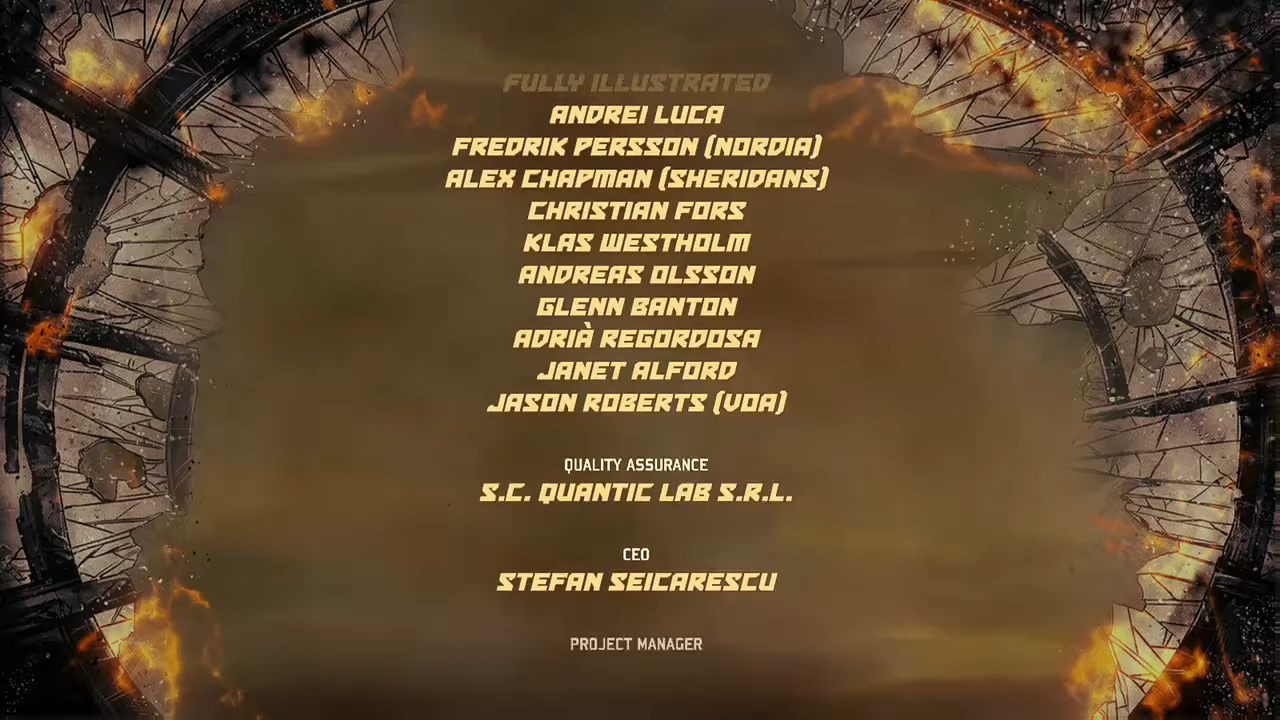 FULLY ILLUSTRATED
ANDREI LUCA
FREDRIK PERSSON (NORDIA)
ALEX CHAPMAN (SHERIDANS)
CHRISTIAN FORS
KLAS WESTHOLM
ANDREAS OLSSON
GLENN BANTON
ADRIÀ REGORDOSA
JANET ALFORD
JASON ROBERTS (VOA)
QUALITY ASSURANCE
S.C. QUANTIC LAB S.R.L.
CEO
STEFAN SEICARESCU
PROJECT MANAGER